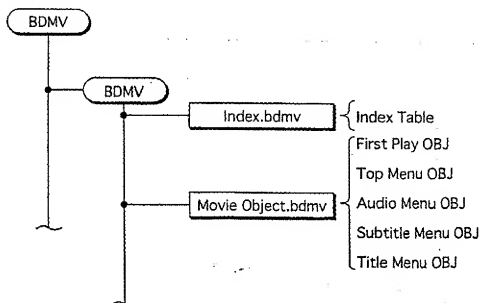 BDMV
BDMV
Index.bdmv
Index Table
First Play OBJ
Top Menu OBJ
Movie Object.bdmv
Audio Menu OBJ
Subtitle Menu OBJ
Title Menu OBJ